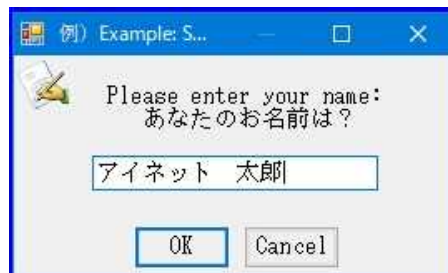 例）Example: S...
Please enter your name:
あなたのお名前は？
アイネット　太郎
OK
Cancel